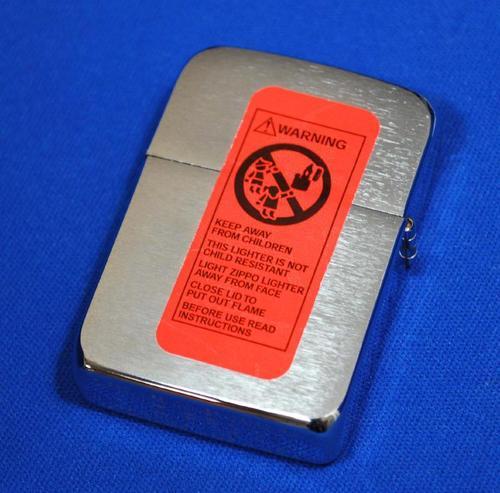 WARNING
KEEP AWAY
FROM CHILDREN
THIS LIGHTER IS NOT
CHILD RESISTANT
LIGHT ZIPPO LIGHTER
AWAY FROM FACE
CLOSE LID TO
PUT OUT FLAME
BEFORE USE READ
INSTRUCTIONS